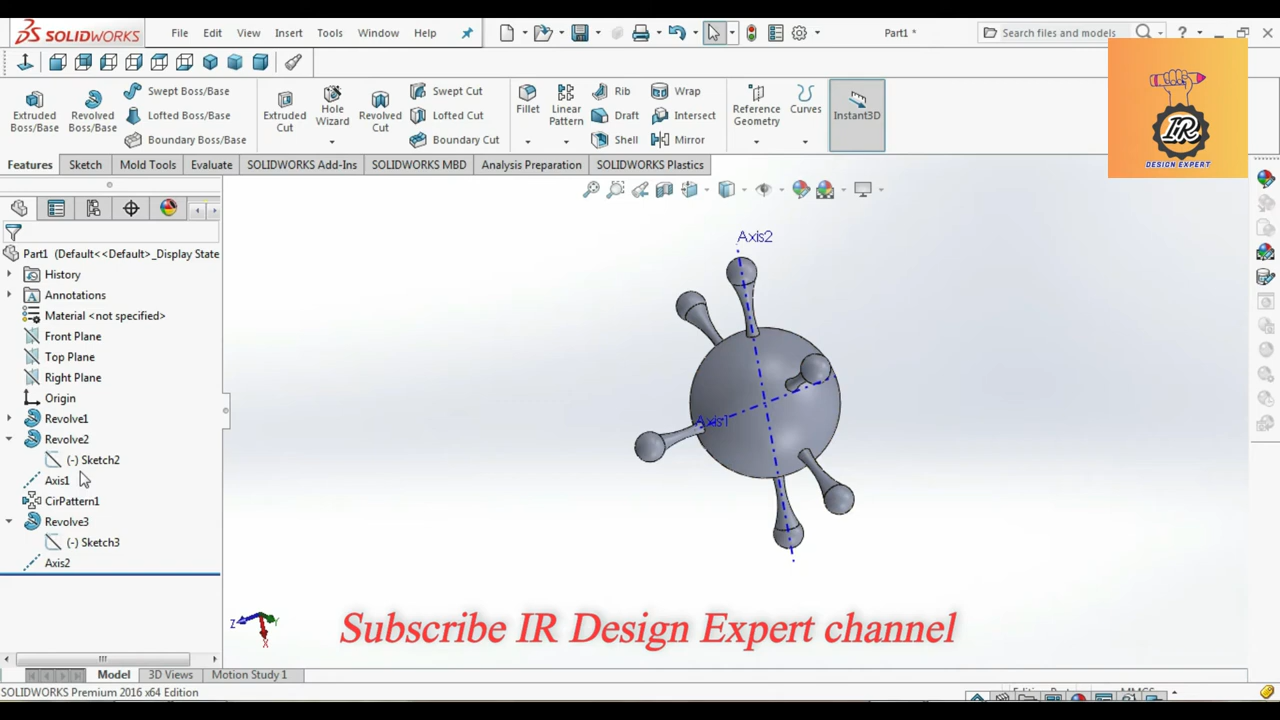 SOLIDWORKS
File Edit View Insert Tools Window Help
Part1 *
Search files and models
Extruded Boss/Base
Revolved Boss/Base
Swept Boss/Base
Lofted Boss/Base
Boundary Boss/Base
Extruded Cut
Hole Wizard
Revolved Cut
Swept Cut
Lofted Cut
Boundary Cut
Fillet
Linear Pattern
Rib
Draft
Shell
Wrap
Intersect
Mirror
Reference Geometry
Curves
Instant3D
IR
DESIGN EXPERT
Features Sketch Mold Tools Evaluate SOLIDWORKS Add-Ins SOLIDWORKS MBD Analysis Preparation SOLIDWORKS Plastics
Part1 (Default<<Default>_Display State
History
Annotations
Material <not specified>
Front Plane
Top Plane
Right Plane
Origin
Revolve1
Revolve2
(-) Sketch2
Axis1
CirPattern1
Revolve3
(-) Sketch3
Axis2
Axis2
Axis1
Z Y
X
Subscribe IR Design Expert channel
Model 3D Views Motion Study 1
SOLIDWORKS Premium 2016 x64 Edition